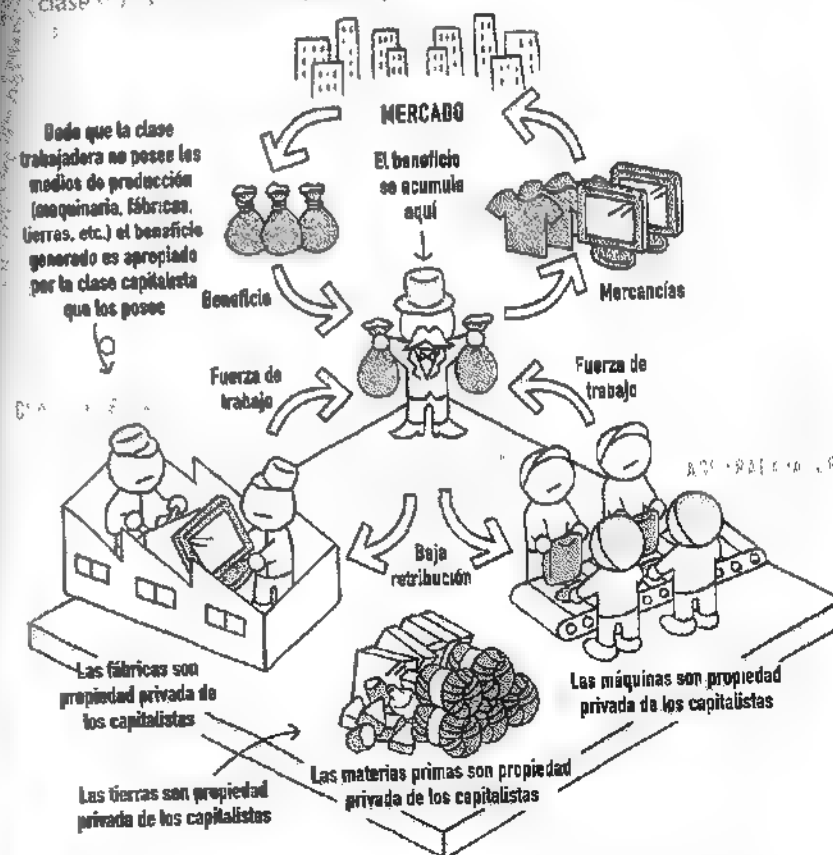 clase
MERCADO
Dado que la clase
trabajadora no posee los
medios de producción
(maquinaria, fábricas,
tierras, etc.) el beneficio
generado es apropiado
por la clase capitalista
que los posee
El beneficio
se acumula
aquí
Beneficio
Mercancías
Fuerza de
trabajo
Fuerza de
trabajo
Baja
retribución
Las fábricas son
propiedad privada de
los capitalistas
Las máquinas son propiedad
privada de los capitalistas
Las tierras son propiedad
privada de los capitalistas
Las materias primas son propiedad
privada de los capitalistas